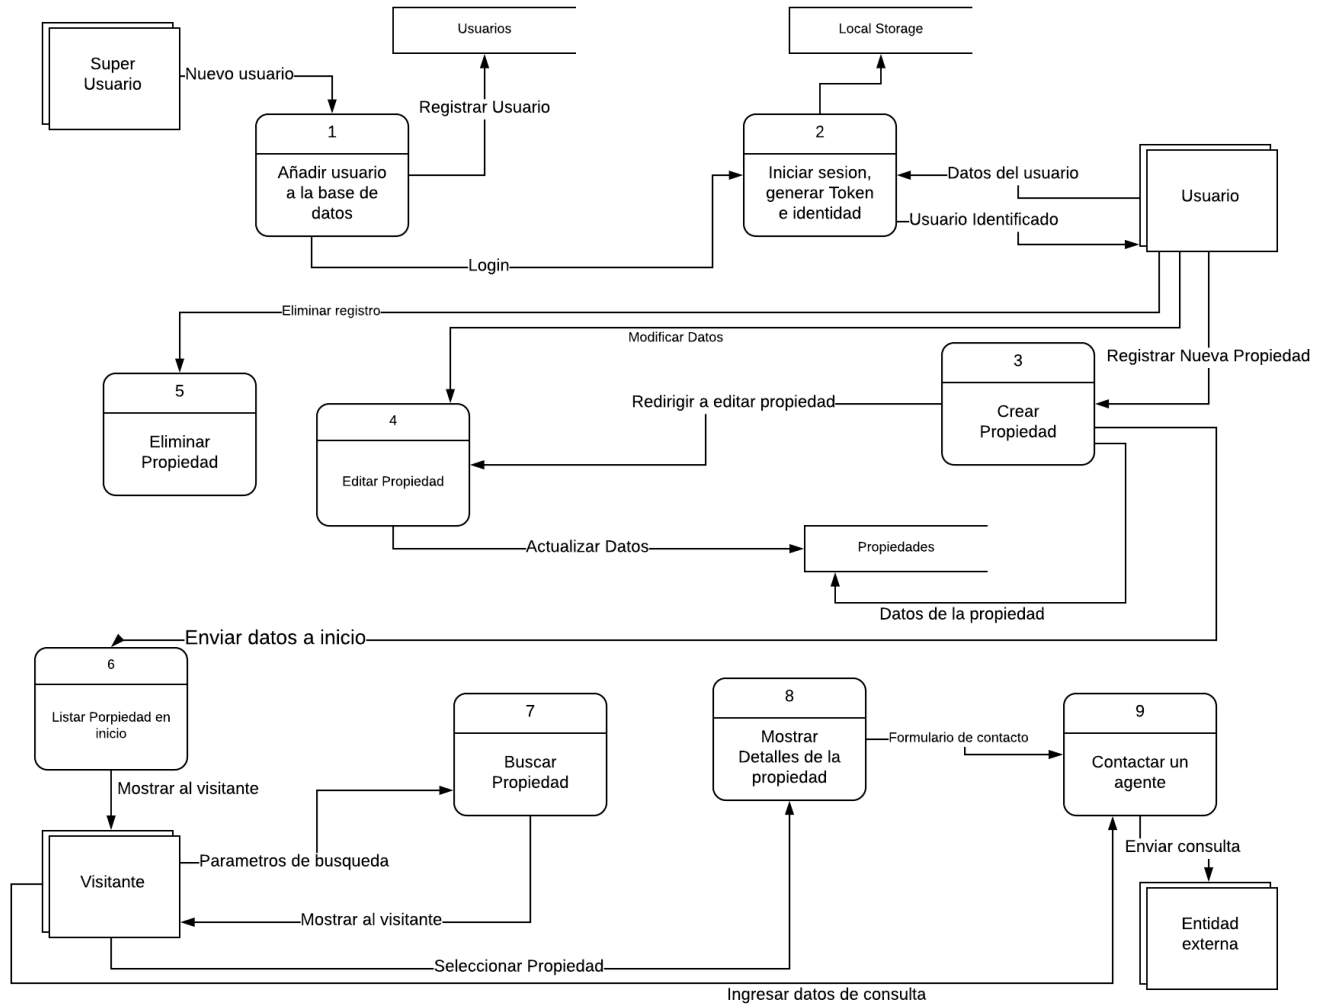 Usuarios
Local Storage
Super
Usuario
Nuevo usuario
Registrar Usuario
1
Añadir usuario
a la base de
datos
2
Iniciar sesion,
generar Token
e identidad
Datos del usuario
Usuario Identificado
Usuario
Login
Eliminar registro
Modificar Datos
Registrar Nueva Propiedad
3
Crear
Propiedad
5
Eliminar
Propiedad
4
Editar Propiedad
Redirigir a editar propiedad
Actualizar Datos
Propiedades
Datos de la propiedad
Enviar datos a inicio
6
Listar Porpiedad en
inicio
7
Buscar
Propiedad
8
Mostrar
Detalles de la
propiedad
Formulario de contacto
9
Contactar un
agente
Mostrar al visitante
Enviar consulta
Parametros de busqueda
Visitante
Mostrar al visitante
Entidad
externa
Seleccionar Propiedad
Ingresar datos de consulta